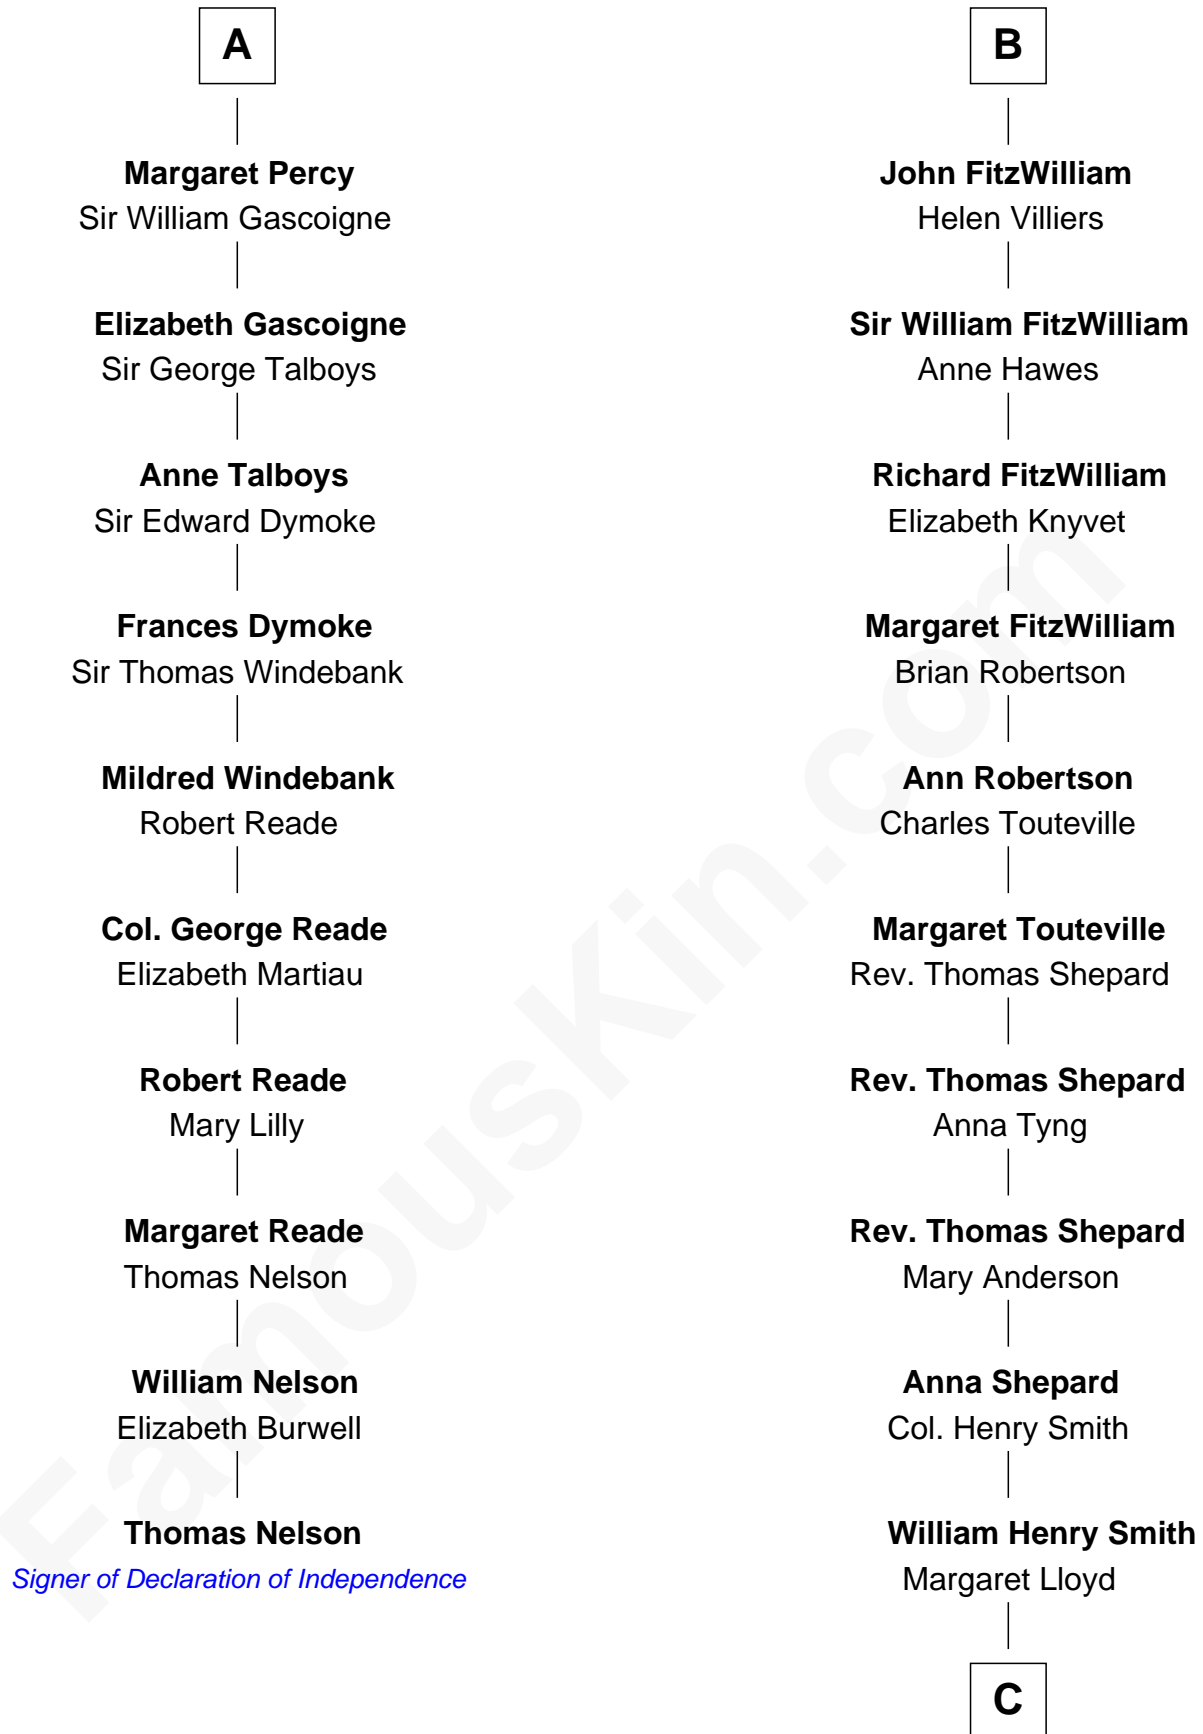 A
Margaret Percy
Sir William Gascoigne
Elizabeth Gascoigne
Sir George Talboys
Anne Talboys
Sir Edward Dymoke
Frances Dymoke
Sir Thomas Windebank
Mildred Windebank
Robert Reade
Col. George Reade
Elizabeth Martiau
Robert Reade
Mary Lilly
Margaret Reade
Thomas Nelson
William Nelson
Elizabeth Burwell
Thomas Nelson
Signer of Declaration of Independence
B
John FitzWilliam
Helen Villiers
Sir William FitzWilliam
Anne Hawes
Richard FitzWilliam
Elizabeth Knyvet
Margaret FitzWilliam
Brian Robertson
Ann Robertson
Charles Touteville
Margaret Touteville
Rev. Thomas Shepard
Rev. Thomas Shepard
Anna Tyng
Rev. Thomas Shepard
Mary Anderson
Anna Shepard
Col. Henry Smith
William Henry Smith
Margaret Lloyd
C
FamousKin.com